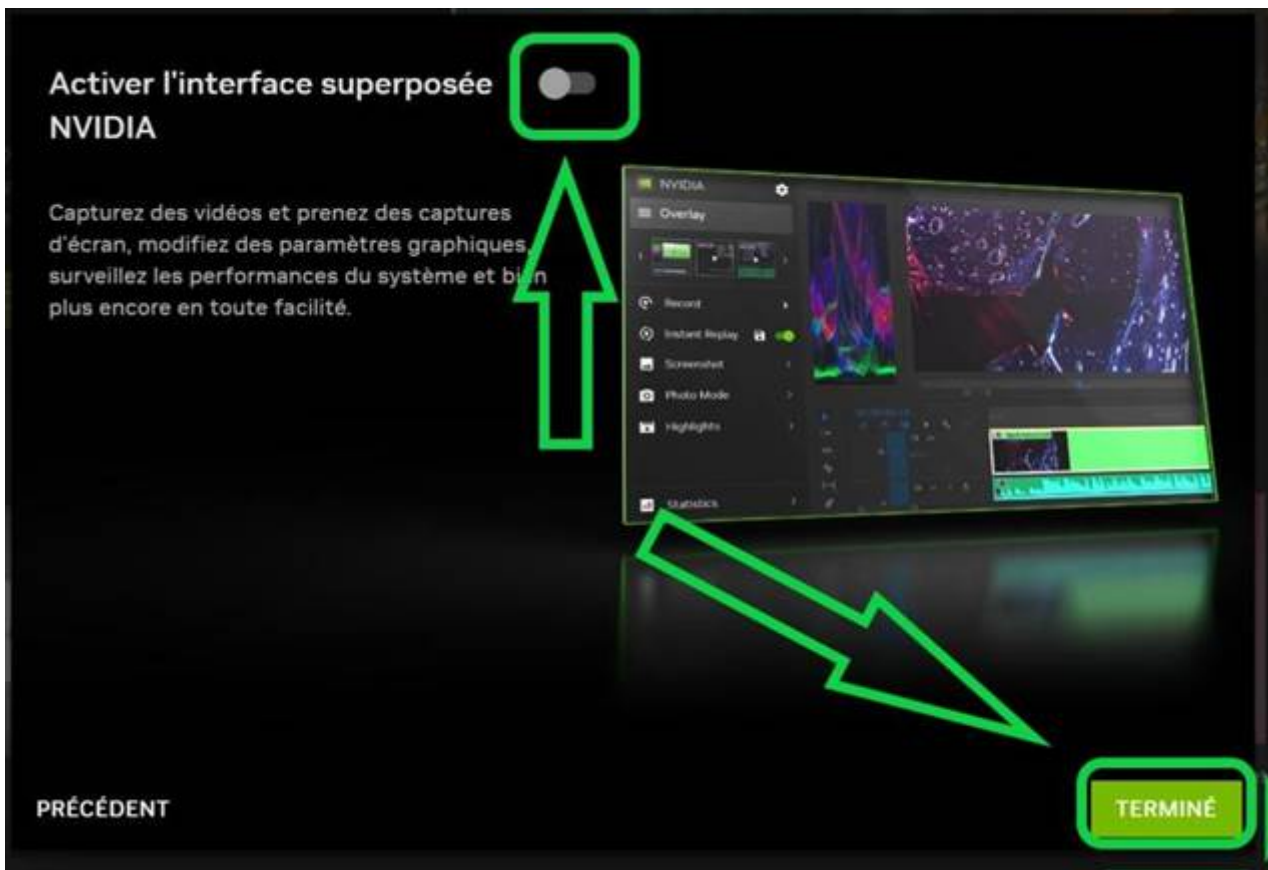 Activer l'interface superposée
NVIDIA
Capturez des vidéos et prenez des captures
d'écran, modifiez des paramètres graphiques,
surveillez les performances du système et bien
plus encore en toute facilité.
NVIDIA
Overlay
Record
Instant Replay
Screenshot
Photo Mode
Highlights
Statistics
PRÉCÉDENT
TERMINÉ